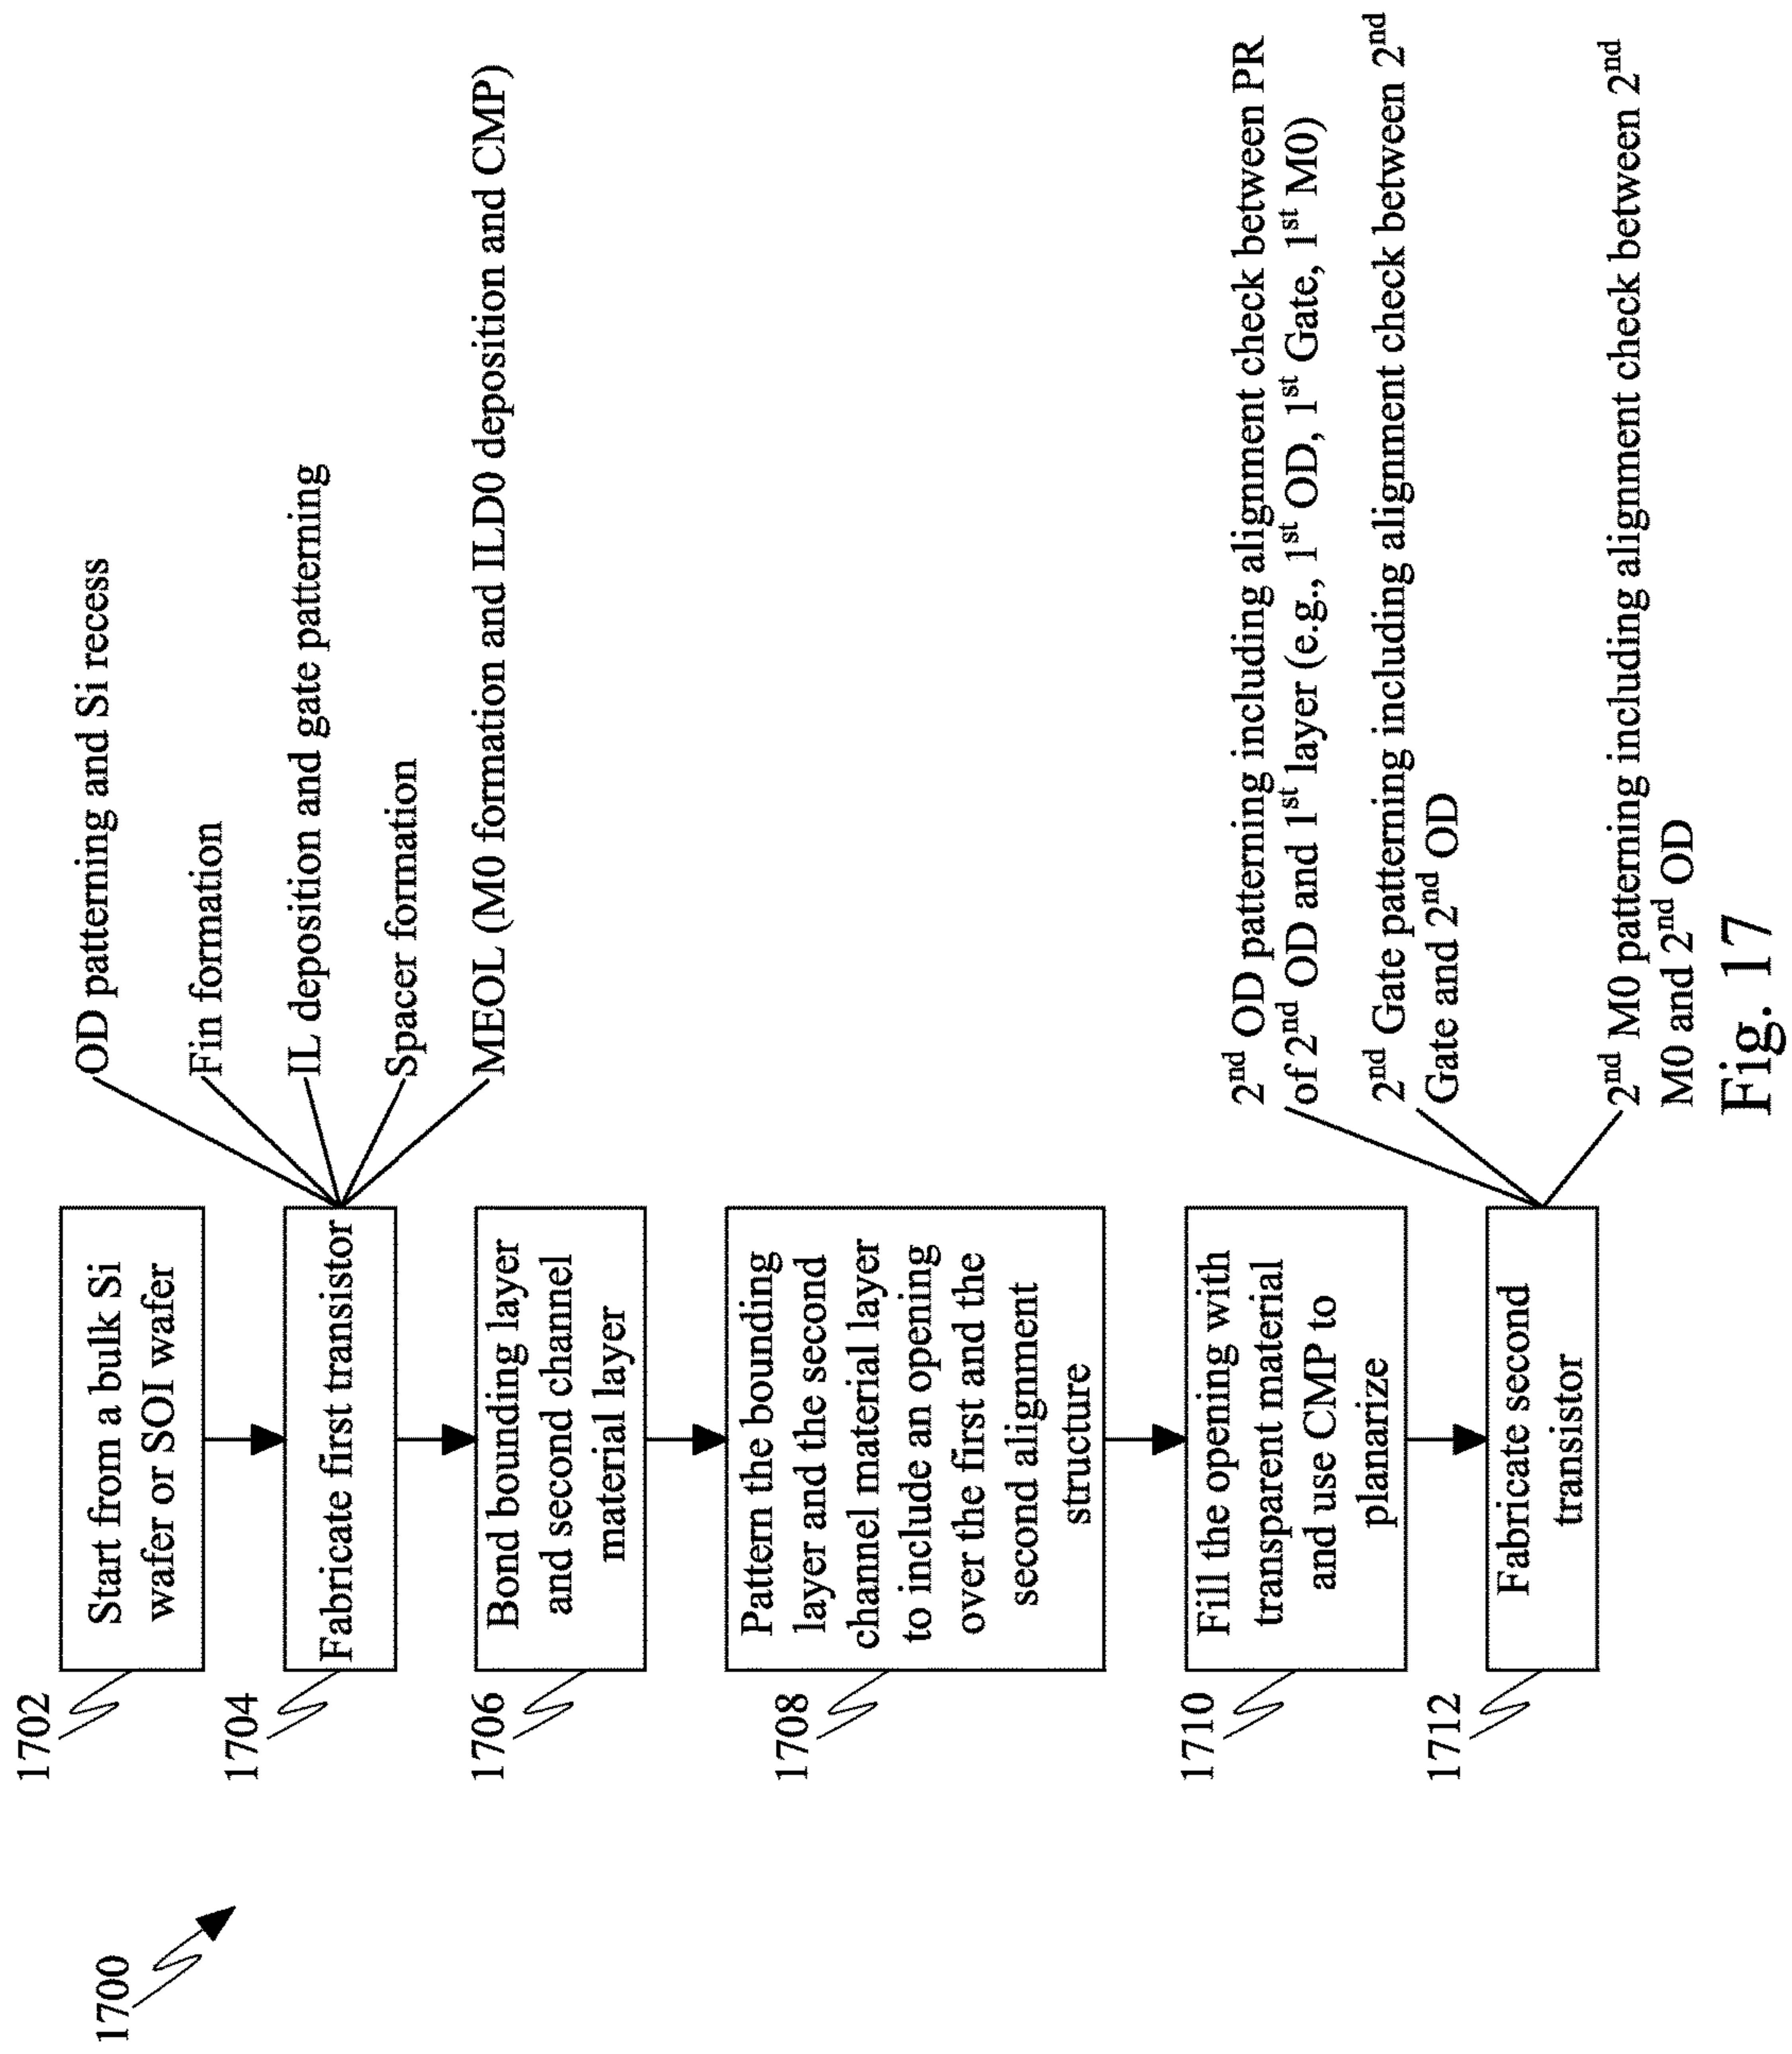 1700
1702
Start from a bulk Si
wafer or SOI wafer
1704
Fabricate first transistor
OD patterning and Si recess
Fin formation
IL deposition and gate patterning
Spacer formation
MEOL (M0 formation and ILD0 deposition and CMP)
1706
Bond bounding layer
and second channel
material layer
1708
Pattern the bounding
layer and the second
channel material layer
to include an opening
over the first and the
second alignment
structure
1710
Fill the opening with
transparent material
and use CMP to
planarize
1712
Fabricate second
transistor
2nd OD patterning including alignment check between PR
of 2nd OD and 1st layer (e.g., 1st OD, 1st Gate, 1st M0)
2nd Gate patterning including alignment check between 2nd
Gate and 2nd OD
2nd M0 patterning including alignment check between 2nd
M0 and 2nd OD
Fig. 17